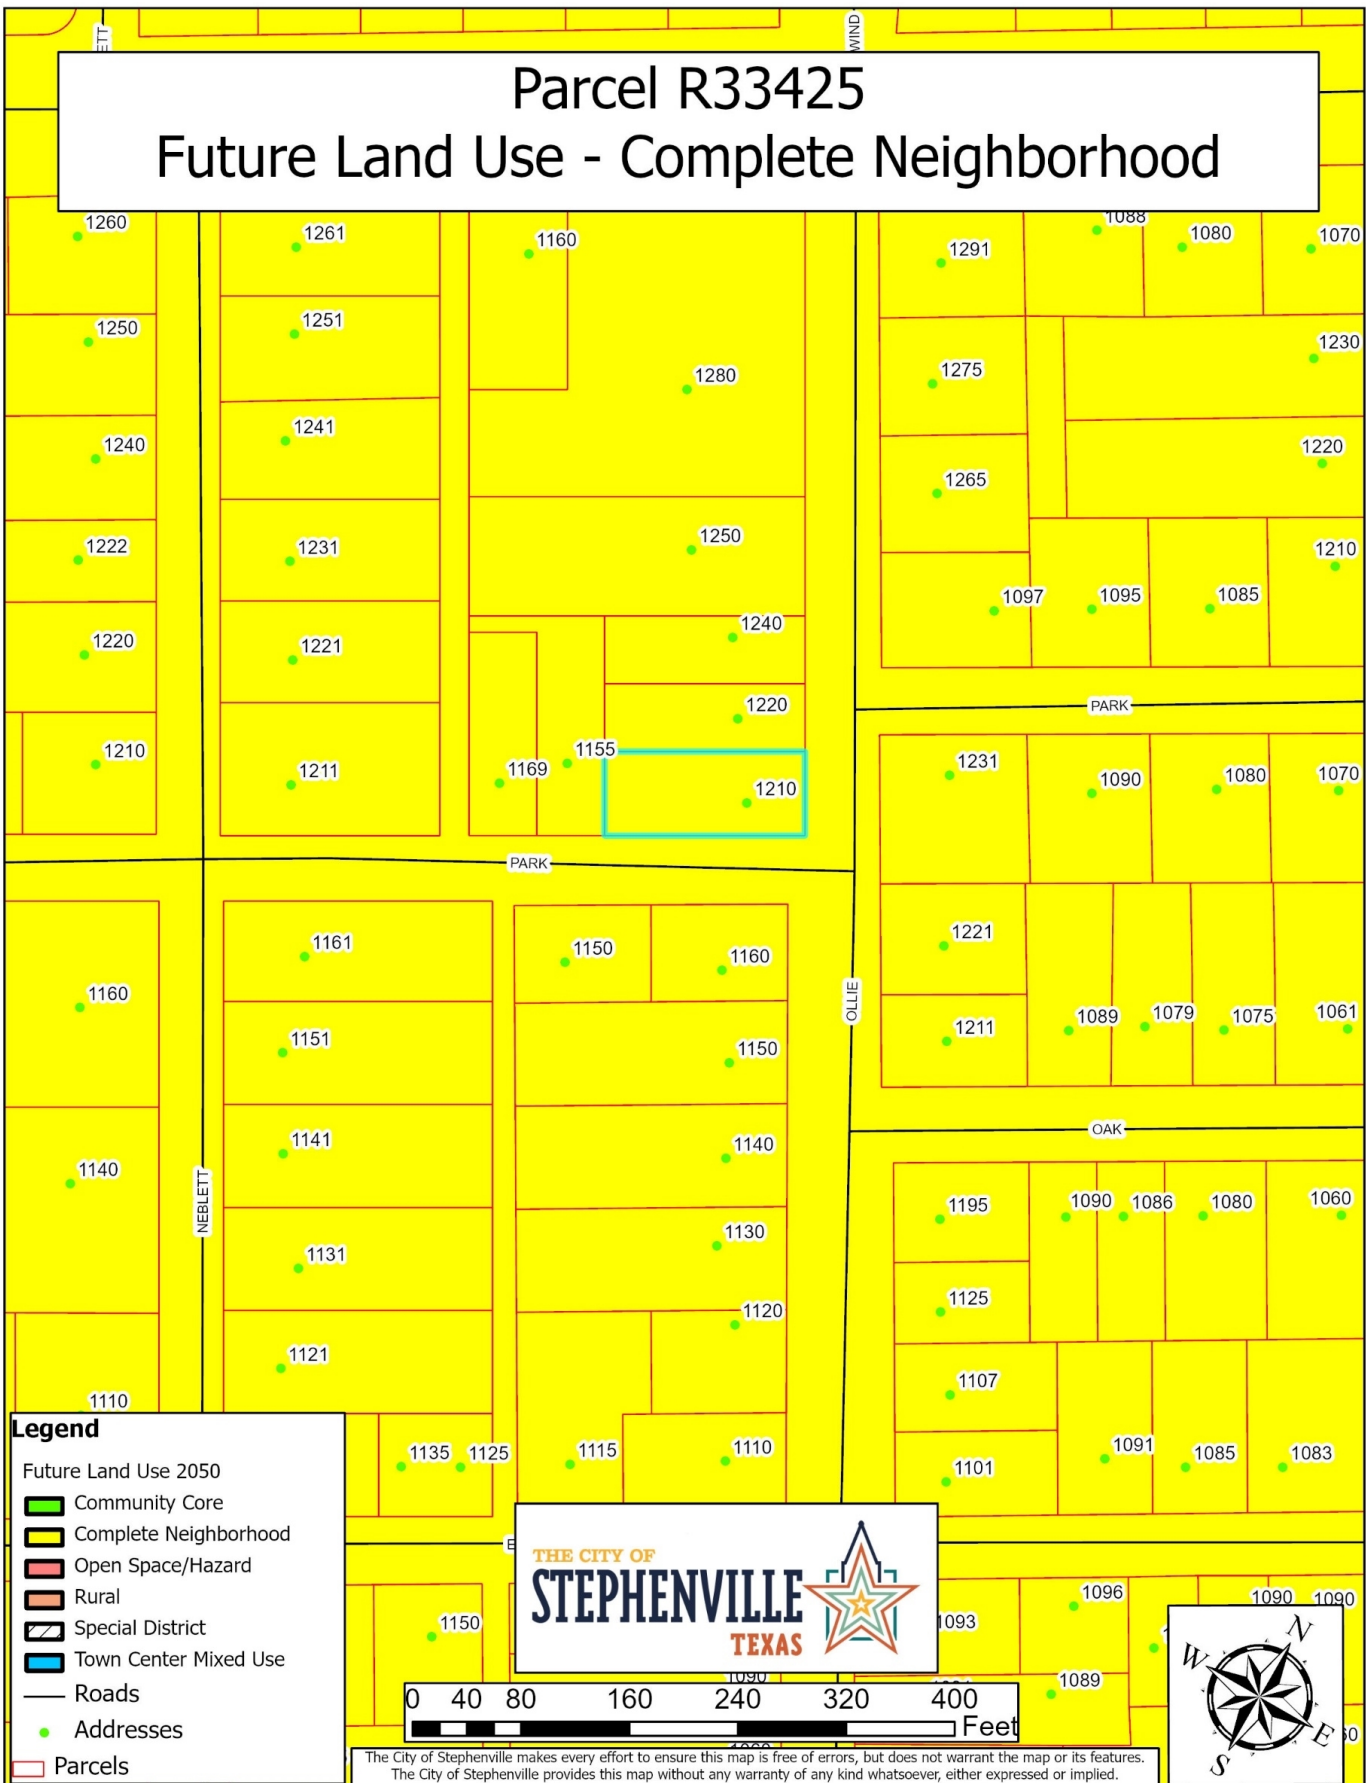 ETT
WIND
Parcel R33425
Future Land Use - Complete Neighborhood
1260
1261
1160
1291
1088
1080
1070
1250
1251
1280
1275
1230
1240
1241
1265
1220
1222
1231
1250
1097
1095
1085
1210
1220
1221
1240
1220
PARK
1210
1211
1169
1155
1210
1231
1090
1080
1070
PARK
1161
1150
1160
1221
1160
OLLIE
1151
1150
1211
1089
1079
1075
1061
1141
1140
OAK
1140
NEBLETT
1195
1090
1086
1080
1060
1131
1130
1125
1121
1120
1107
1110
1135
1125
1115
1110
1101
1091
1085
1083
Legend
Future Land Use 2050
Community Core
Complete Neighborhood
Open Space/Hazard
Rural
Special District
Town Center Mixed Use
Roads
Addresses
Parcels
E
THE CITY OF
STEPHENVILLE
TEXAS
1150
1093
1096
1090
1090
1090
1089
0 40 80 160 240 320 400
Feet
N
W
E
S
The City of Stephenville makes every effort to ensure this map is free of errors, but does not warrant the map or its features.
The City of Stephenville provides this map without any warranty of any kind whatsoever, either expressed or implied.